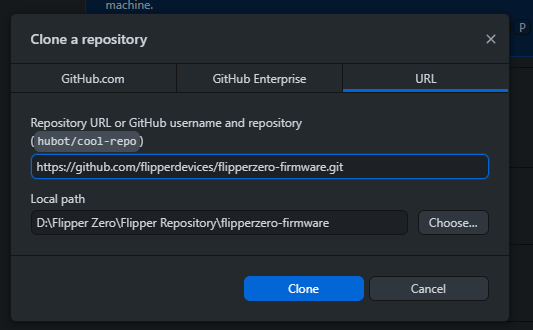 machine.
p
Clone a repository
GitHub.com
GitHub Enterprise
URL
Repository URL or GitHub username and repository
(hubot/cool-repo)
https://github.com/flipperdevices/flipperzero-firmware.git
Local path
D:\Flipper Zero\Flipper Repository\flipperzero-firmware
Choose...
Clone
Cancel